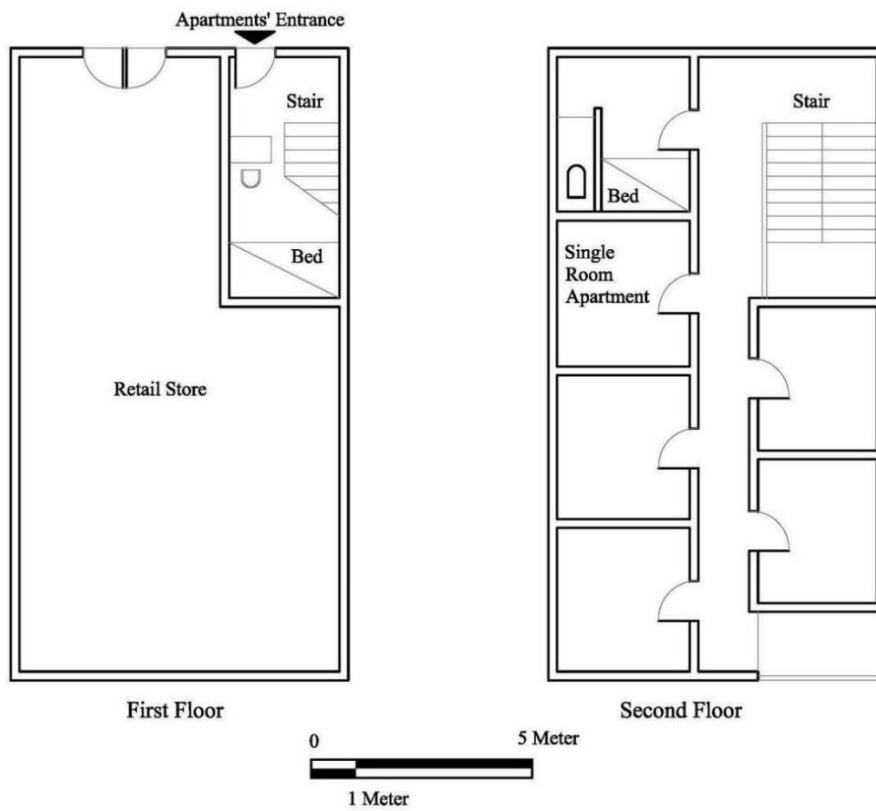 Apartments' Entrance
Stair
Bed
Retail Store
First Floor
Stair
Bed
Single
Room
Apartment
Second Floor
0
5 Meter
1 Meter